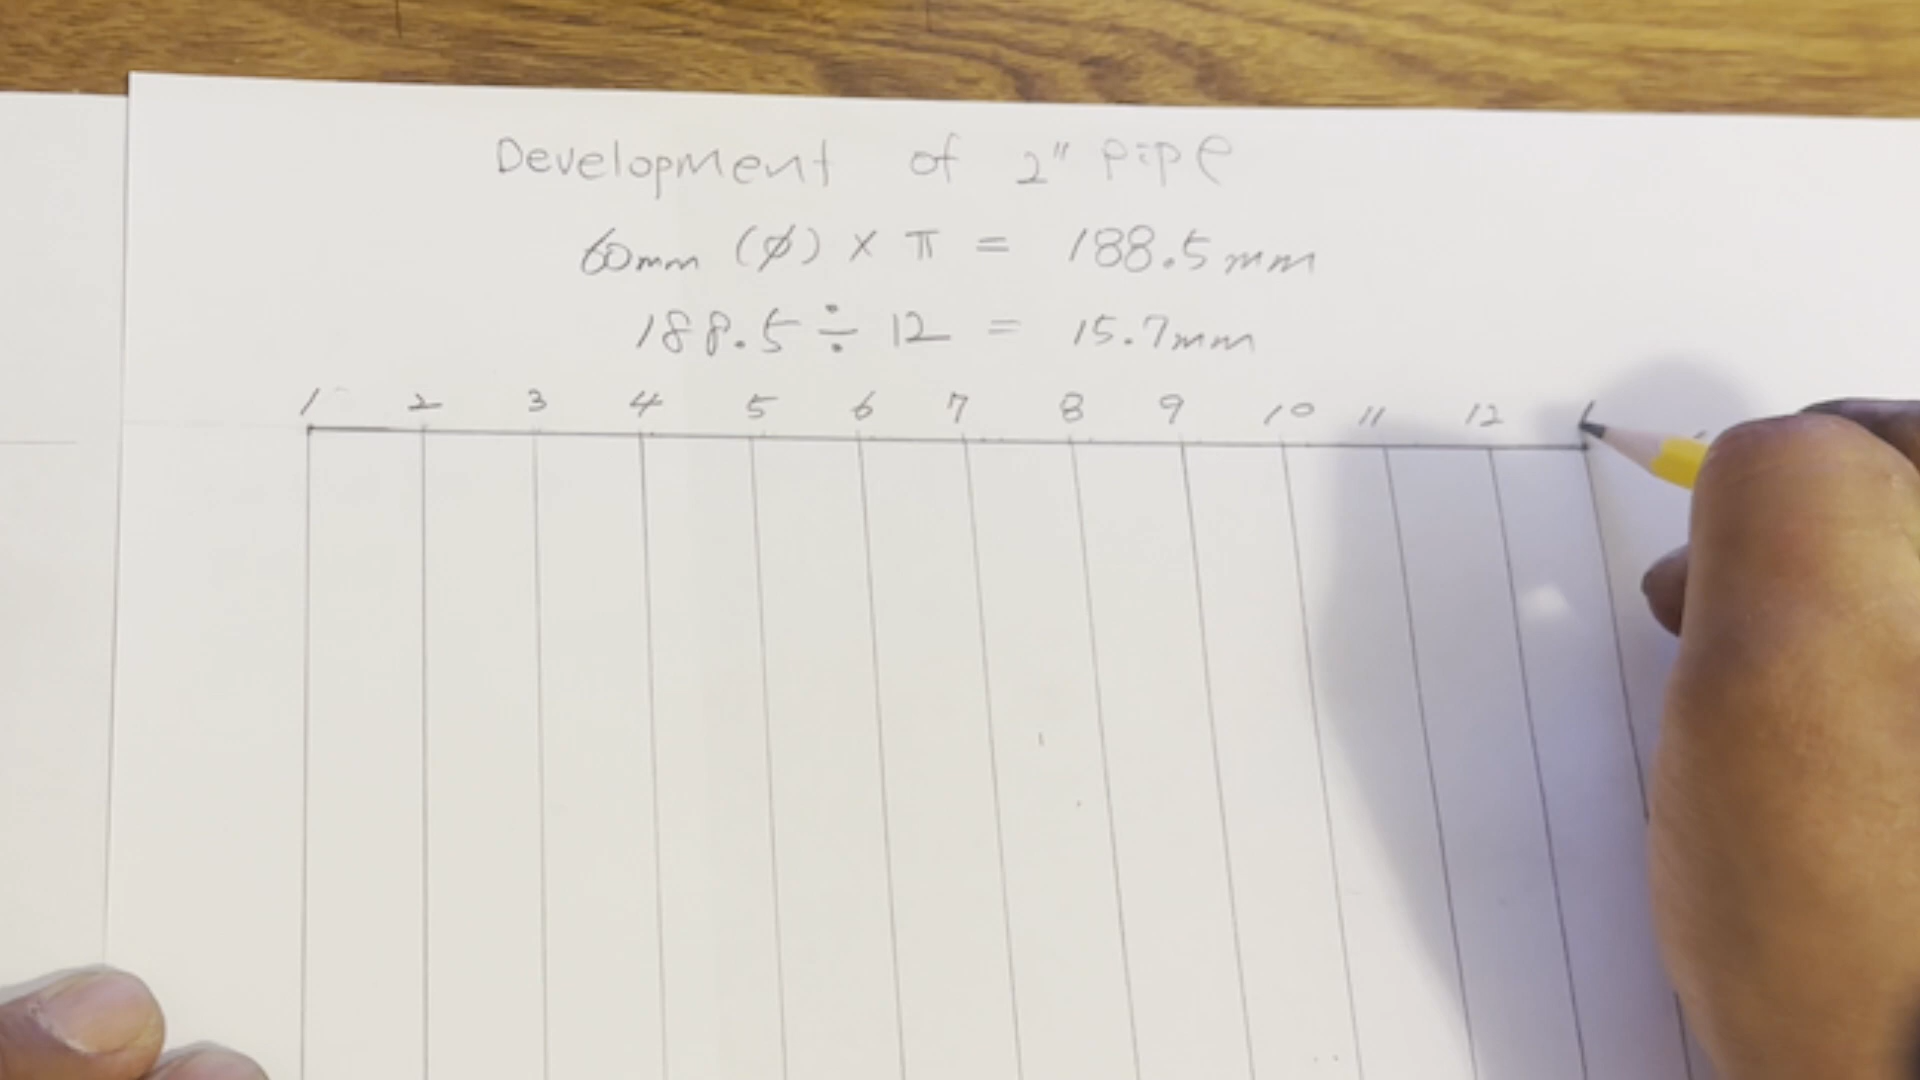 Development of 2" pipe
60mm (ϕ) × π = 188.5mm
188.5 ÷ 12 = 15.7mm
1 2 3 4 5 6 7 8 9 10 11 12 1